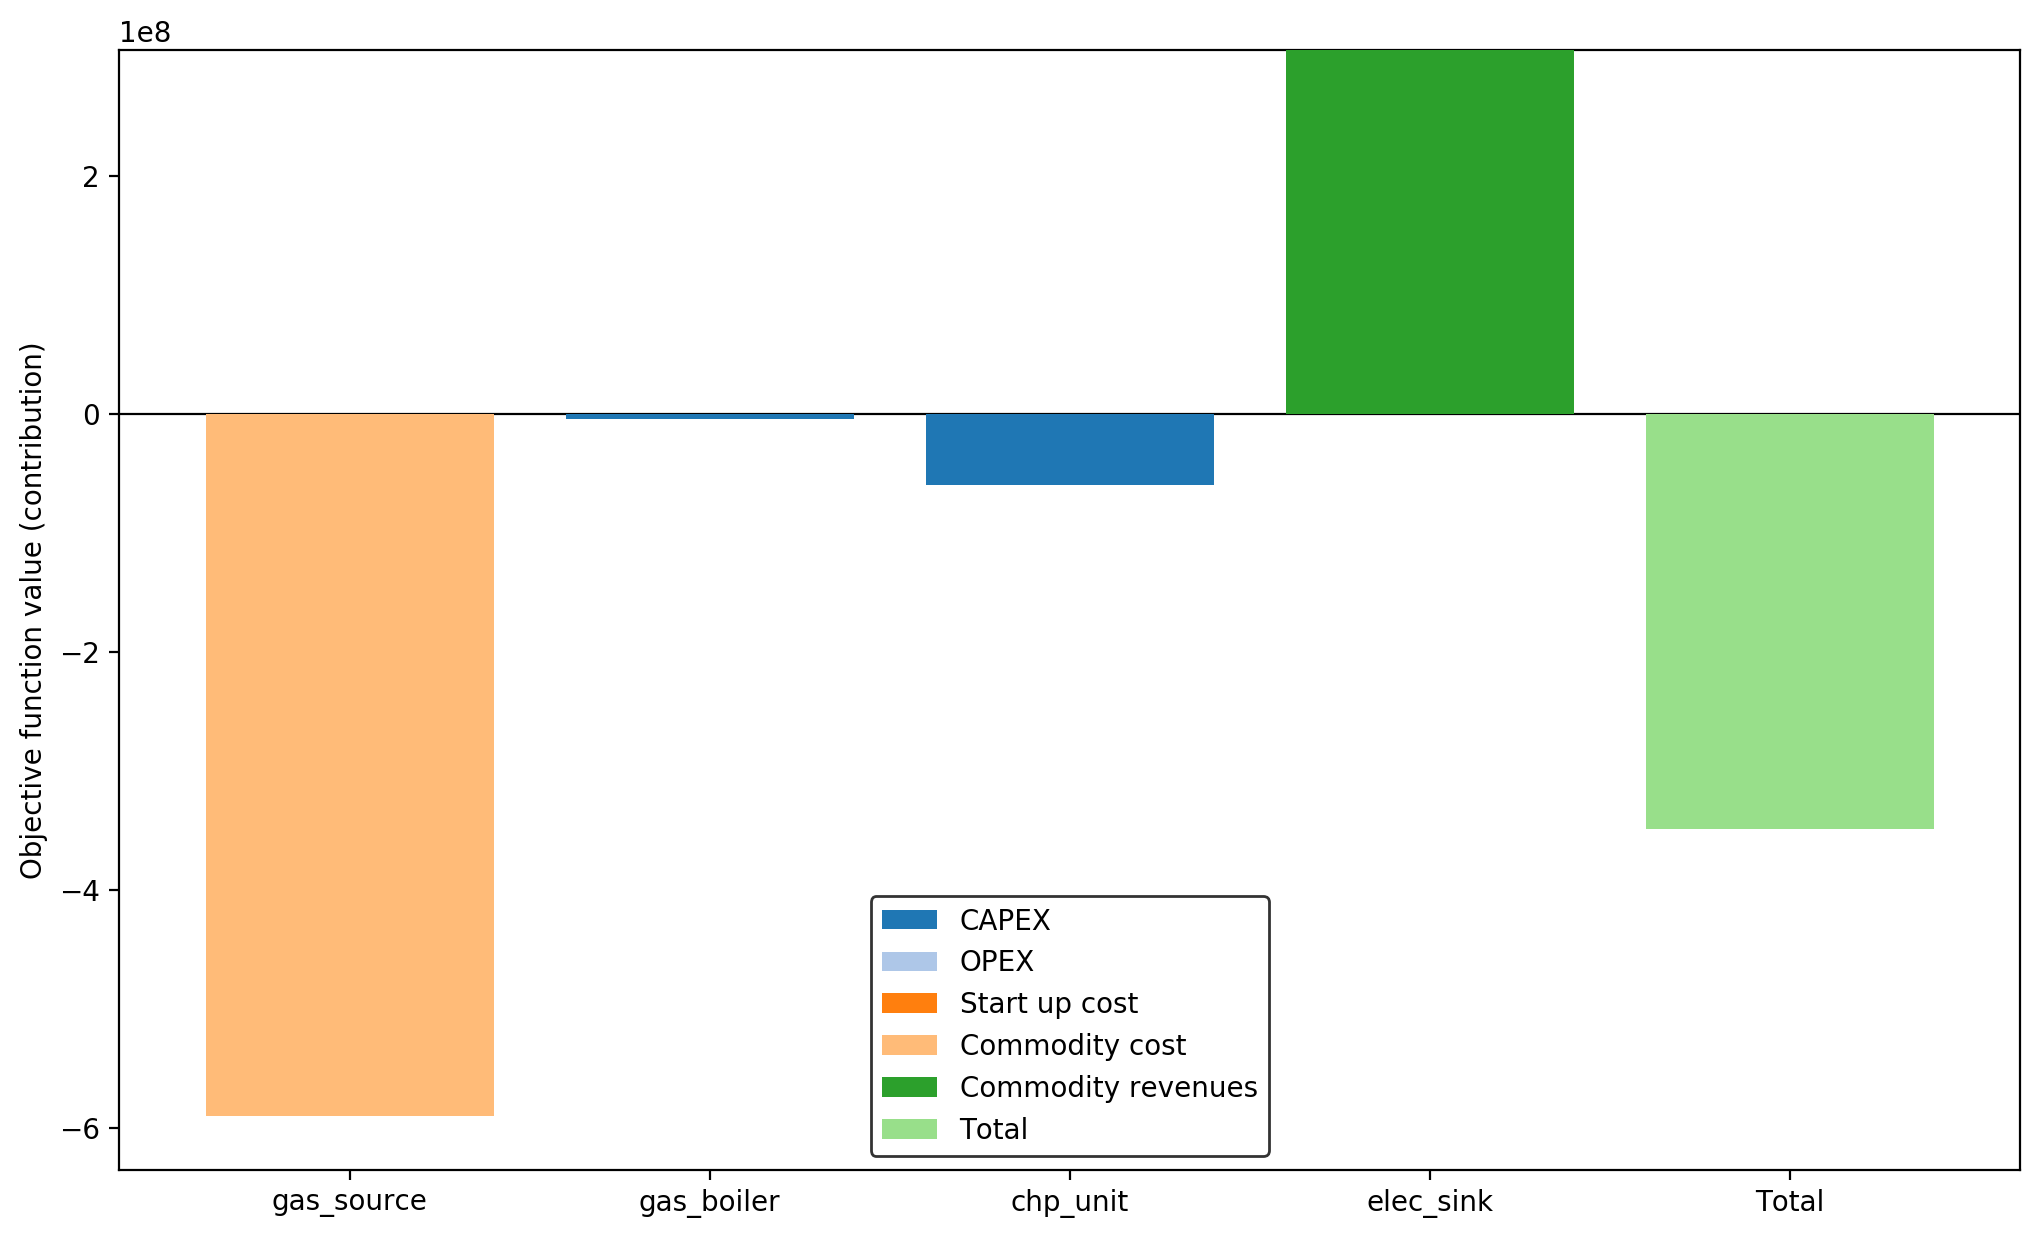 1e8
2
0
−2
−4
−6
Objective function value (contribution)
CAPEX
OPEX
Start up cost
Commodity cost
Commodity revenues
Total
gas_source
gas_boiler
chp_unit
elec_sink
Total